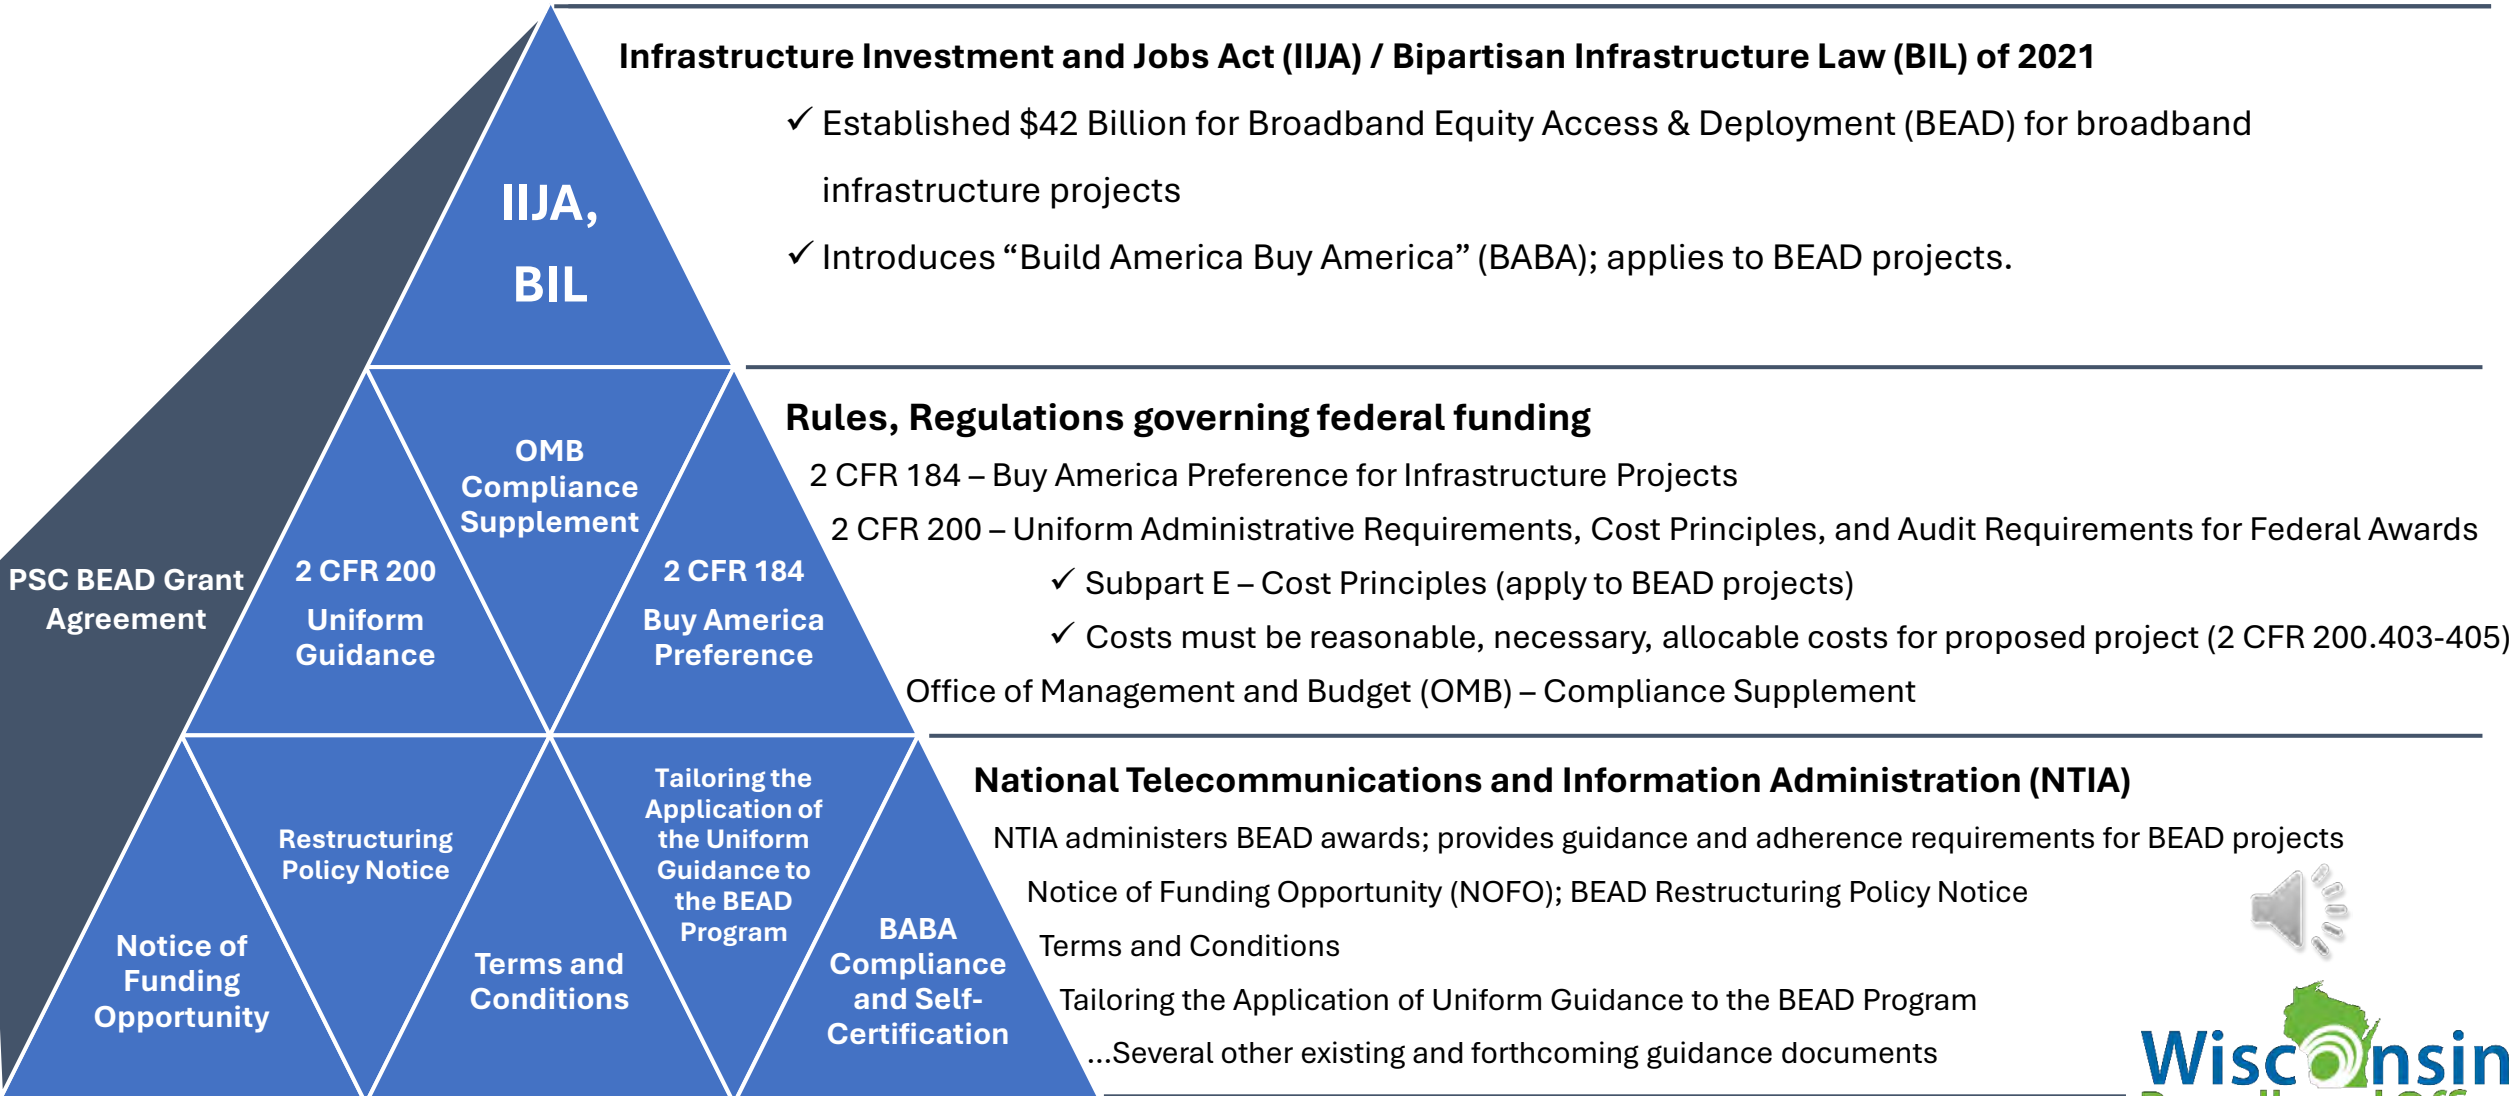 Infrastructure Investment and Jobs Act (IIJA) / Bipartisan Infrastructure Law (BIL) of 2021
✓ Established $42 Billion for Broadband Equity Access & Deployment (BEAD) for broadband
infrastructure projects
✓ Introduces “Build America Buy America” (BABA); applies to BEAD projects.
IIJA,
BIL
Rules, Regulations governing federal funding
2 CFR 184 – Buy America Preference for Infrastructure Projects
2 CFR 200 – Uniform Administrative Requirements, Cost Principles, and Audit Requirements for Federal Awards
✓ Subpart E – Cost Principles (apply to BEAD projects)
✓ Costs must be reasonable, necessary, allocable costs for proposed project (2 CFR 200.403-405)
Office of Management and Budget (OMB) – Compliance Supplement
PSC BEAD Grant
Agreement
2 CFR 200
Uniform
Guidance
OMB
Compliance
Supplement
2 CFR 184
Buy America
Preference
National Telecommunications and Information Administration (NTIA)
NTIA administers BEAD awards; provides guidance and adherence requirements for BEAD projects
Notice of Funding Opportunity (NOFO); BEAD Restructuring Policy Notice
Terms and Conditions
Tailoring the Application of Uniform Guidance to the BEAD Program
...Several other existing and forthcoming guidance documents
Notice of
Funding
Opportunity
Restructuring
Policy Notice
Terms and
Conditions
Tailoring the
Application of
the Uniform
Guidance to
the BEAD
Program
BABA
Compliance
and Self-
Certification
Wisconsin